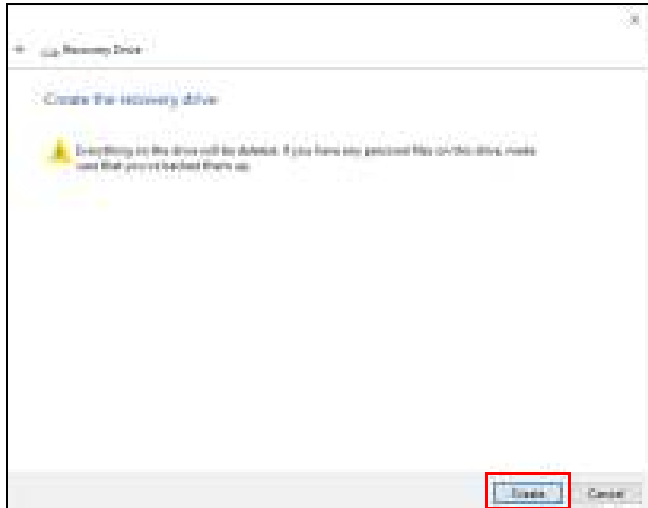 Recovery Drive
Create the recovery drive
Everything on the drive will be deleted. If you have any personal files on this drive, make
sure that you've backed them up.
Create Cancel